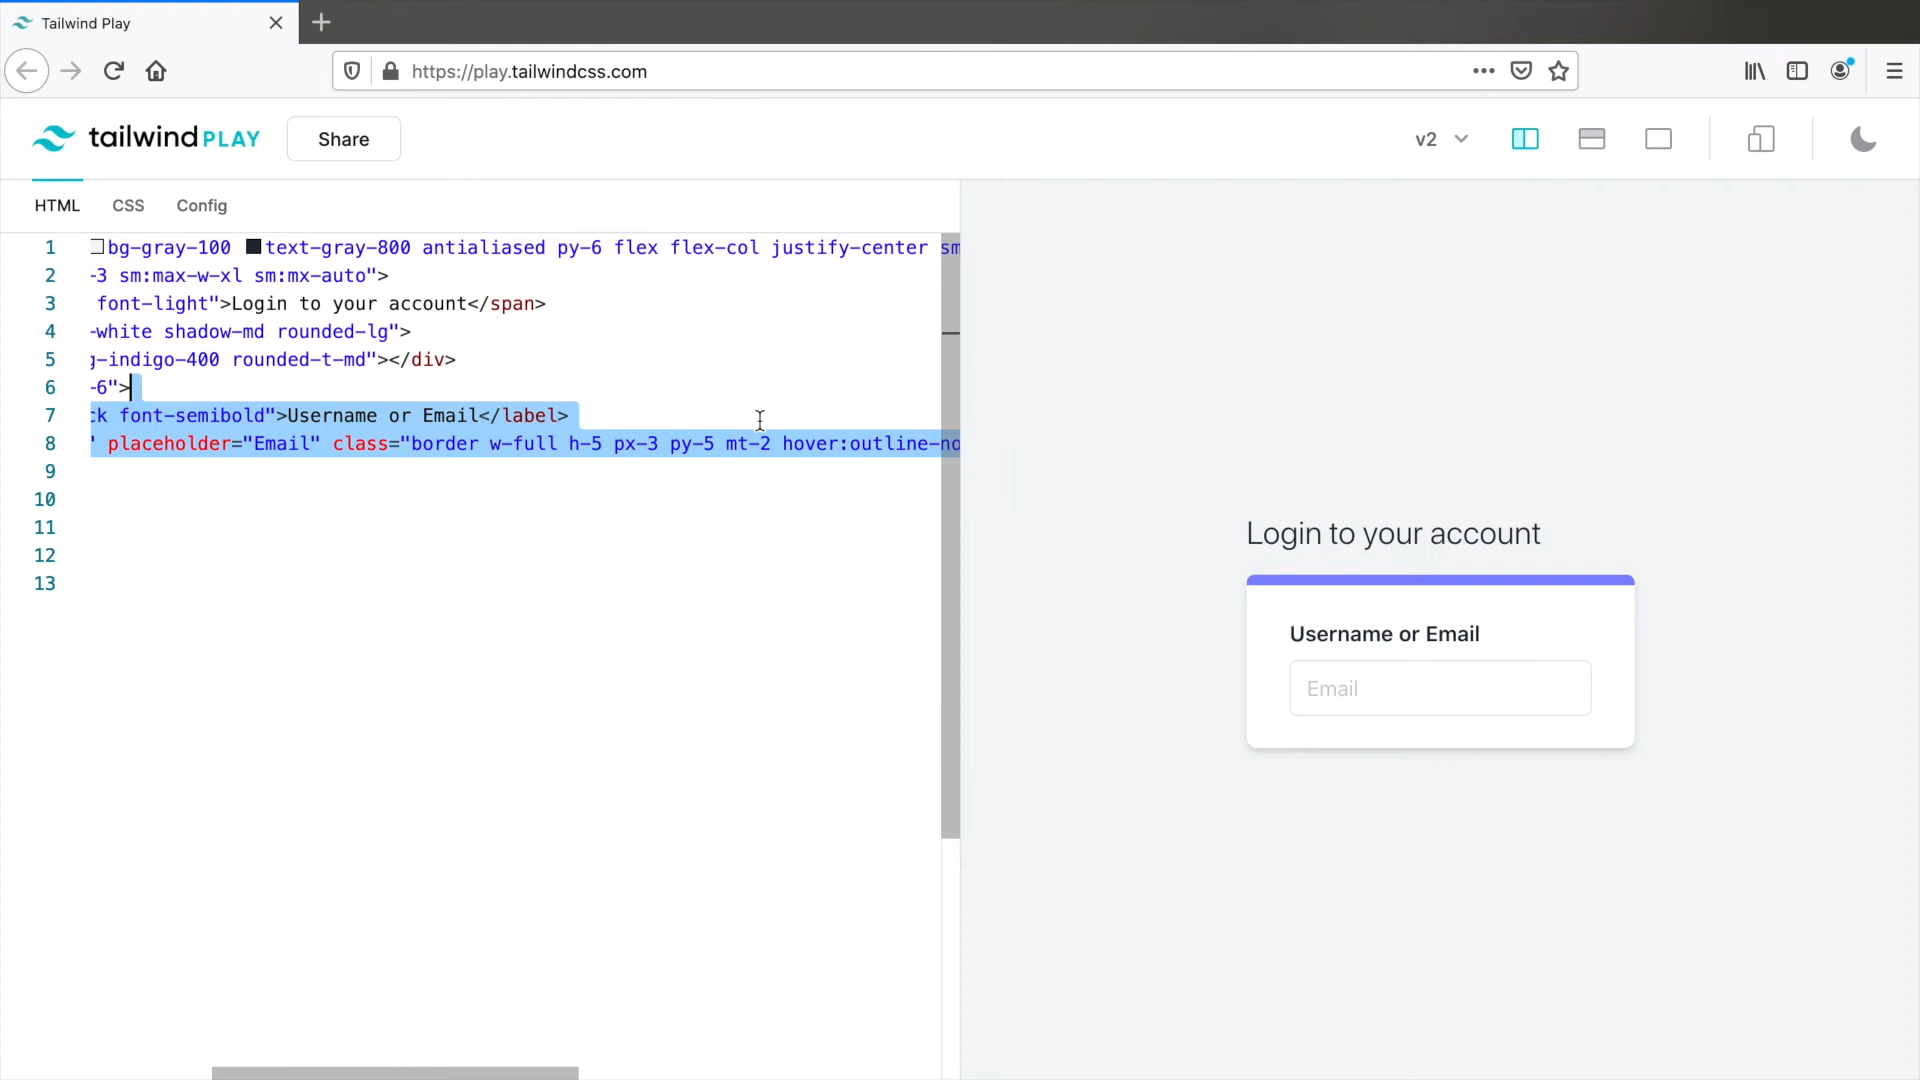 Tailwind Play
https://play.tailwindcss.com
tailwind PLAY
Share
v2
HTML CSS Config
1 bg-gray-100 text-gray-800 antialiased py-6 flex flex-col justify-center sm
2 -3 sm:max-w-xl sm:mx-auto">
3 font-light">Login to your account</span>
4 -white shadow-md rounded-lg">
5 g-indigo-400 rounded-t-md"></div>
6 -6">
7 ck font-semibold">Username or Email</label>
8 " placeholder="Email" class="border w-full h-5 px-3 py-5 mt-2 hover:outline-no
9
10
11
12
13
Login to your account
Username or Email
Email